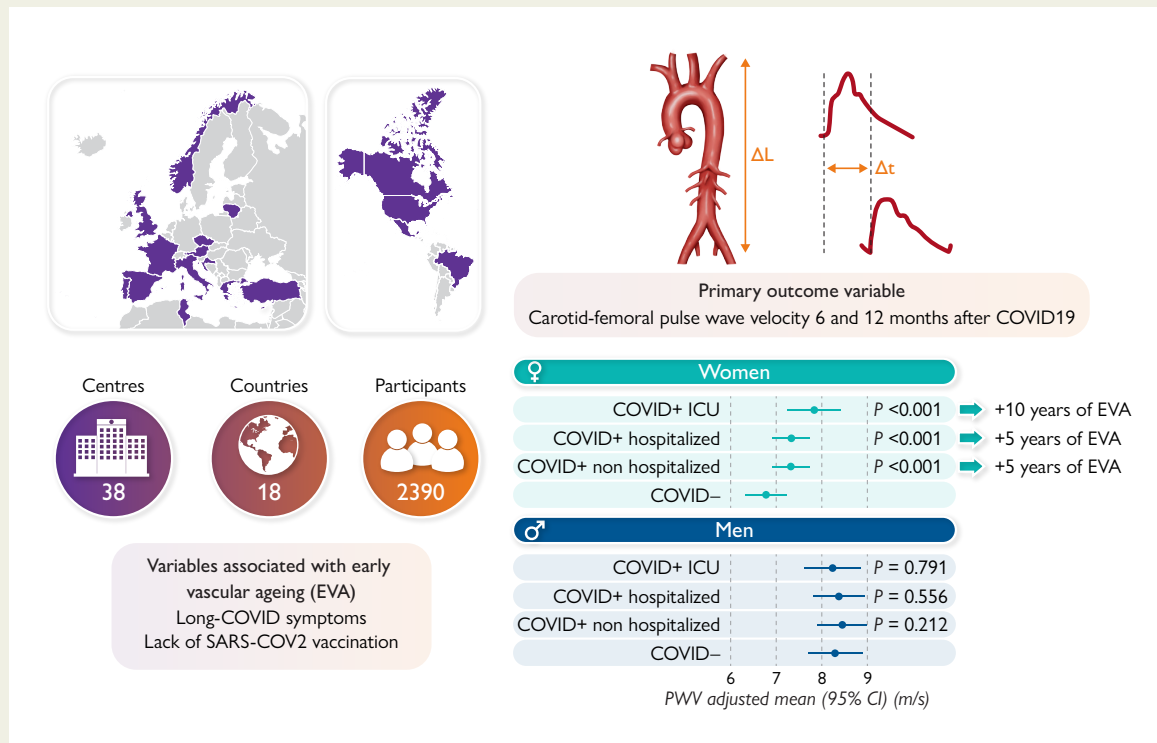 ΔL
Δt
Primary outcome variable
Carotid-femoral pulse wave velocity 6 and 12 months after COVID19
Centres
38
Countries
18
Participants
2390
Variables associated with early
vascular ageing (EVA)
Long-COVID symptoms
Lack of SARS-COV2 vaccination
Women
COVID+ ICU P <0.001 +10 years of EVA
COVID+ hospitalized P <0.001 +5 years of EVA
COVID+ non hospitalized P <0.001 +5 years of EVA
COVID–
Men
COVID+ ICU P = 0.791
COVID+ hospitalized P = 0.556
COVID+ non hospitalized P = 0.212
COVID–
6 7 8 9
PWV adjusted mean (95% CI) (m/s)